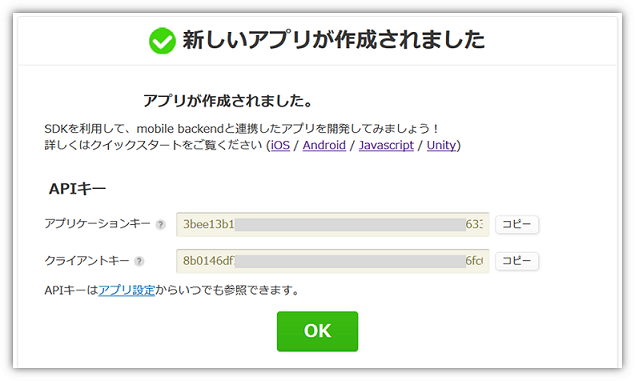 新しいアプリが作成されました
アプリが作成されました。
SDKを利用して、mobile backendと連携したアプリを開発してみましょう！
詳しくはクイックスタートをご覧ください (iOS / Android / Javascript / Unity)
APIキー
アプリケーションキー ? 3bee13b1 633 コピー
クライアントキー ? 8b0146df 6fc コピー
APIキーはアプリ設定からいつでも参照できます。
OK